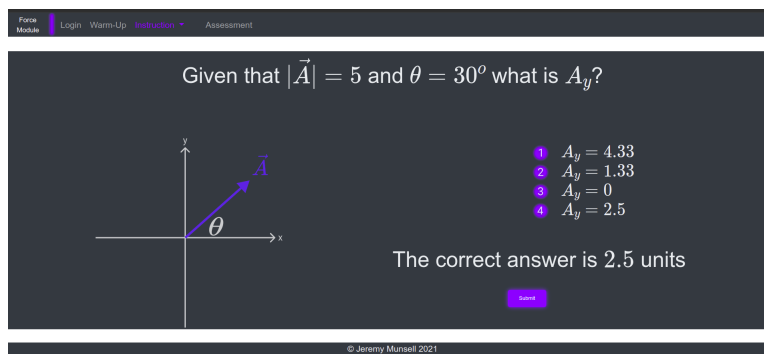 Force Module
Login Warm-Up Instruction Assessment
Given that |A⃗| = 5 and θ = 30° what is A_y?
y
A⃗
θ
x
1 A_y = 4.33
2 A_y = 1.33
3 A_y = 0
4 A_y = 2.5
The correct answer is 2.5 units
Submit
© Jeremy Munsell 2021